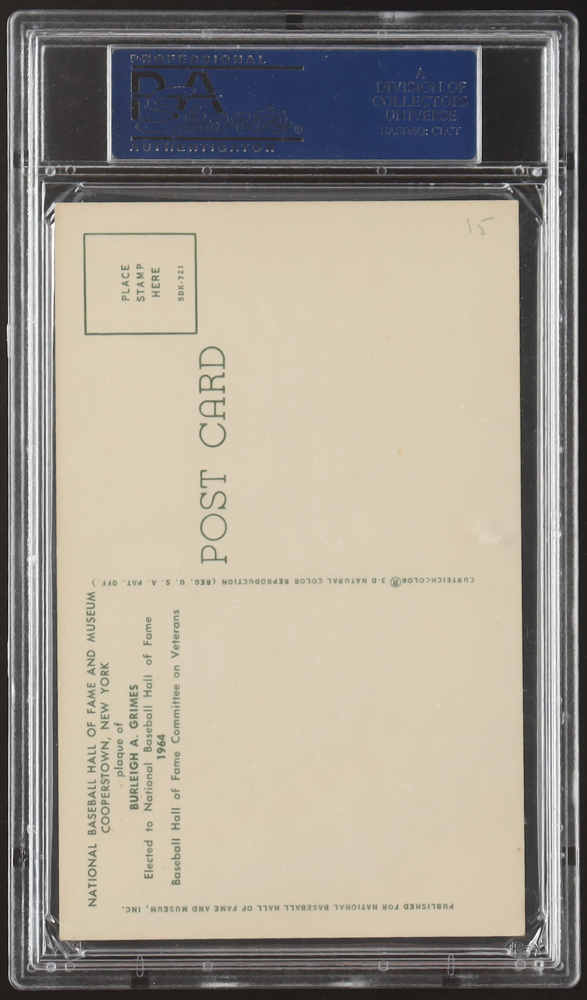 PROFESSIONAL
PSA
AUTHENTICATOR
A
DIVISION OF
COLLECTORS
UNIVERSE
NASDAQ: CLCT
15
PLACE
STAMP
HERE
5DK-721
POST CARD
CURTEICHCOLOR® 3-D NATURAL COLOR REPRODUCTION (REG. U. S. A. PAT. OFF.)
NATIONAL BASEBALL HALL OF FAME AND MUSEUM
COOPERSTOWN, NEW YORK
plaque of
BURLEIGH A. GRIMES
Elected to National Baseball Hall of Fame
1964
Baseball Hall of Fame Committee on Veterans
PUBLISHED FOR NATIONAL BASEBALL HALL OF FAME AND MUSEUM, INC.